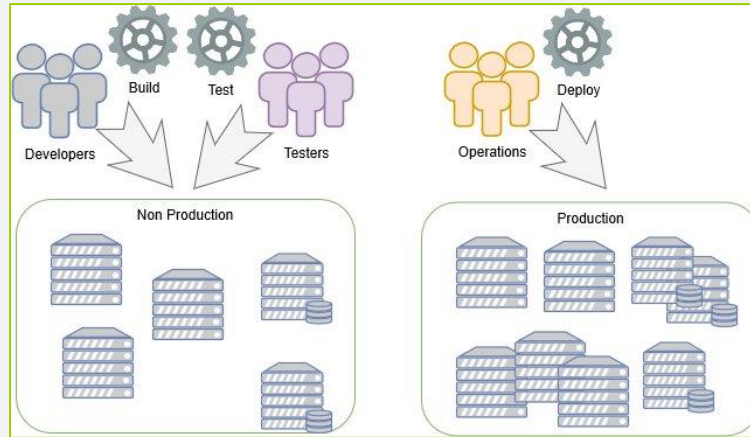 Build
Test
Deploy
Developers
Testers
Operations
Non Production
Production